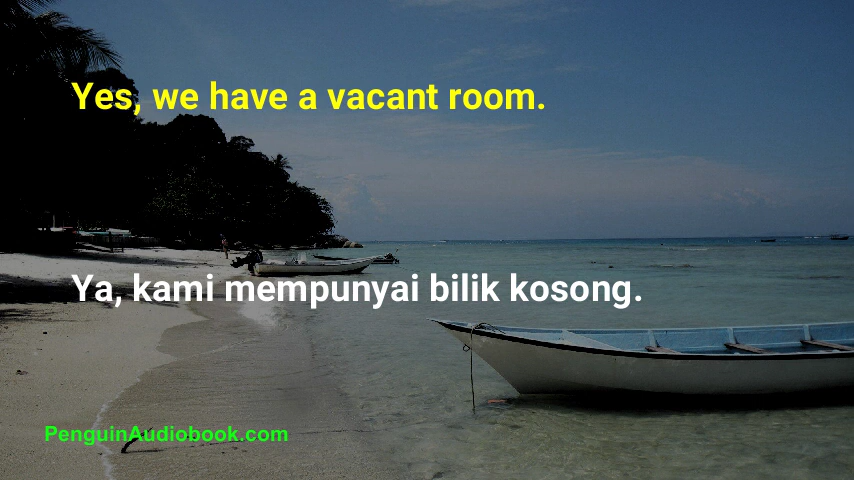 Yes, we have a vacant room.
Ya, kami mempunyai bilik kosong.
PenguinAudiobook.com